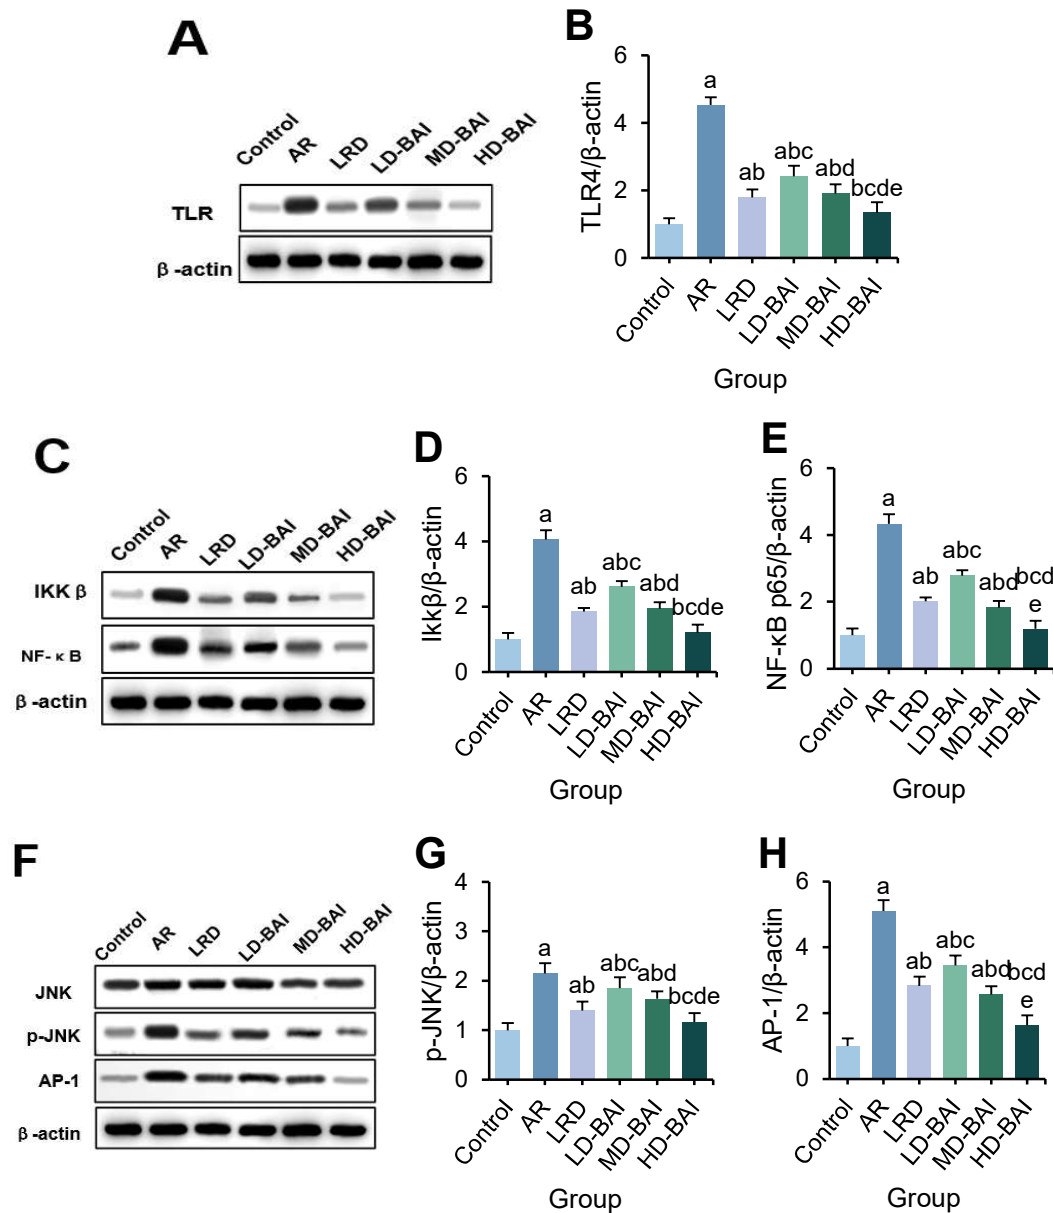 A
Control
AR
LRD
LD-BAI
MD-BAI
HD-BAI
TLR
β -actin
B
TLR4/β-actin
6
4
2
0
a
ab
abc
abd
bcde
Control
AR
LRD
LD-BAI
MD-BAI
HD-BAI
Group
C
Control
AR
LRD
LD-BAI
MD-BAI
HD-BAI
IKK β
NF- κ B
β -actin
D
Ikkβ/β-actin
6
4
2
0
a
ab
abc
abd
bcde
Control
AR
LRD
LD-BAI
MD-BAI
HD-BAI
Group
E
NF-κB p65/β-actin
6
4
2
0
a
ab
abc
abd
bcd
e
Control
AR
LRD
LD-BAI
MD-BAI
HD-BAI
Group
F
Control
AR
LRD
LD-BAI
MD-BAI
HD-BAI
JNK
p-JNK
AP-1
β -actin
G
p-JNK/β-actin
4
3
2
1
0
a
ab
abc
abd
bcde
Control
AR
LRD
LD-BAI
MD-BAI
HD-BAI
Group
H
AP-1/β-actin
6
4
2
0
a
ab
abc
abd
bcd
e
Control
AR
LRD
LD-BAI
MD-BAI
HD-BAI
Group